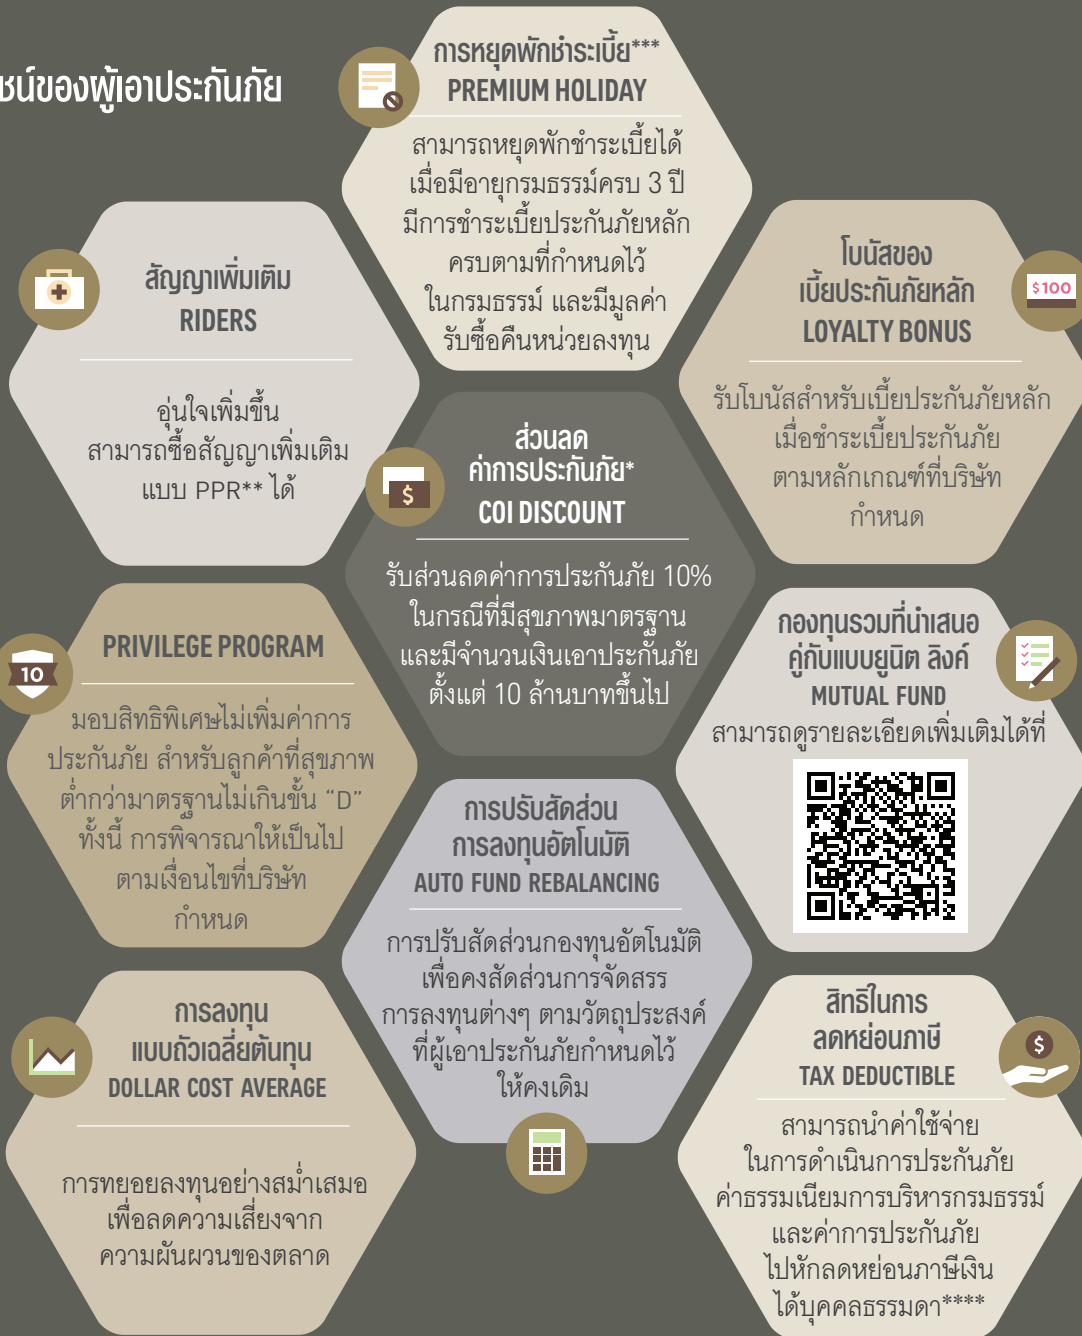 ชน์ของผู้เอาประกันภัย
การหยุดพักชำระเบี้ย***
PREMIUM HOLIDAY
สามารถหยุดพักชำระเบี้ยได้
เมื่อมีอายุกรมธรรม์ครบ 3 ปี
มีการชำระเบี้ยประกันภัยหลัก
ครบตามที่กำหนดไว้
ในกรมธรรม์ และมีมูลค่า
รับซื้อคืนหน่วยลงทุน
สัญญาเพิ่มเติม
RIDERS
อุ่นใจเพิ่มขึ้น
สามารถซื้อสัญญาเพิ่มเติม
แบบ PPR** ได้
โบนัสของ
เบี้ยประกันภัยหลัก
LOYALTY BONUS
$100
รับโบนัสสำหรับเบี้ยประกันภัยหลัก
เมื่อชำระเบี้ยประกันภัย
ตามหลักเกณฑ์ที่บริษัท
กำหนด
ส่วนลด
ค่าการประกันภัย*
COI DISCOUNT
$
รับส่วนลดค่าการประกันภัย 10%
ในกรณีที่มีสุขภาพมาตรฐาน
และมีจำนวนเงินเอาประกันภัย
ตั้งแต่ 10 ล้านบาทขึ้นไป
PRIVILEGE PROGRAM
10
มอบสิทธิพิเศษไม่เพิ่มค่าการ
ประกันภัย สำหรับลูกค้าที่สุขภาพ
ต่ำกว่ามาตรฐานไม่เกินขั้น “D”
ทั้งนี้ การพิจารณาให้เป็นไป
ตามเงื่อนไขที่บริษัท
กำหนด
กองทุนรวมที่นำเสนอ
คู่กับแบบยูนิต ลิงค์
MUTUAL FUND
สามารถดูรายละเอียดเพิ่มเติมได้ที่
การปรับสัดส่วน
การลงทุนอัตโนมัติ
AUTO FUND REBALANCING
การปรับสัดส่วนกองทุนอัตโนมัติ
เพื่อคงสัดส่วนการจัดสรร
การลงทุนต่างๆ ตามวัตถุประสงค์
ที่ผู้เอาประกันภัยกำหนดไว้
ให้คงเดิม
การลงทุน
แบบถัวเฉลี่ยต้นทุน
DOLLAR COST AVERAGE
การทยอยลงทุนอย่างสม่ำเสมอ
เพื่อลดความเสี่ยงจาก
ความผันผวนของตลาด
สิทธิในการ
ลดหย่อนภาษี
TAX DEDUCTIBLE
$
สามารถนำค่าใช้จ่าย
ในการดำเนินการประกันภัย
ค่าธรรมเนียมการบริหารกรมธรรม์
และค่าการประกันภัย
ไปหักลดหย่อนภาษีเงิน
ได้บุคคลธรรมดา****